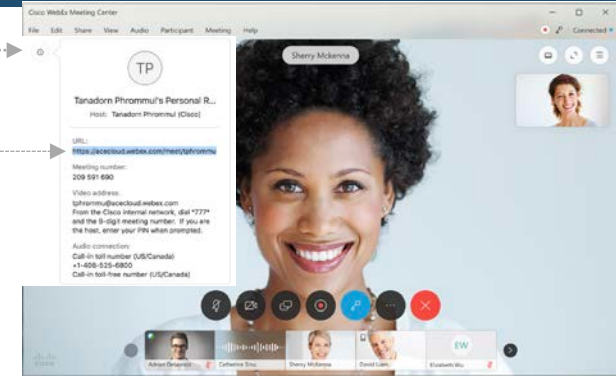 Cisco WebEx Meeting Center
File Edit Share View Audio Participant Meeting Help
Connected
TP
Sherry Mckenna
Tanadorn Phrommul's Personal R...
Host: Tanadorn Phrommul (Cisco)
URL:
https://acecloud.webex.com/meet/tphrommu
Meeting number:
209 591 690
Video address:
tphrommu@acecloud.webex.com
From the Cisco internal network, dial *777*
and the 9-digit meeting number. If you are
the host, enter your PIN when prompted.
Audio connection:
Call-in toll number (US/Canada)
+1-408-525-6800
Call-in toll-free number (US/Canada)
EW
Adrian Delamico
Catherine Sinu
Sherry McKenna
David Liam
Elizabeth Wu
CISCO